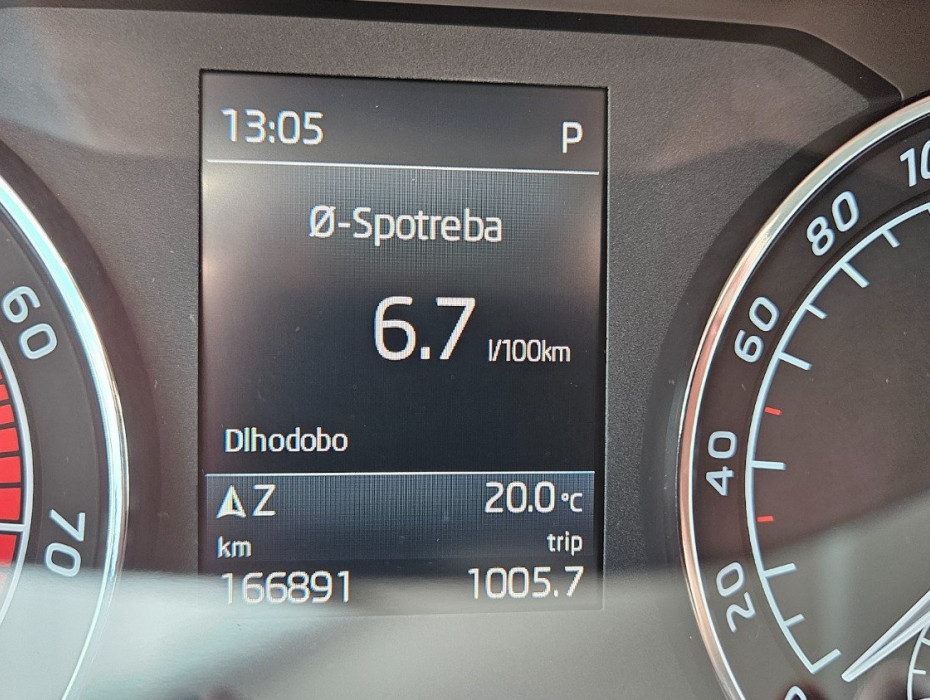 13:05 P
Ø-Spotreba
6.7 l/100km
Dlhodobo
Z 20.0 °C
km trip
166891 1005.7
60
70
80
60
40
20